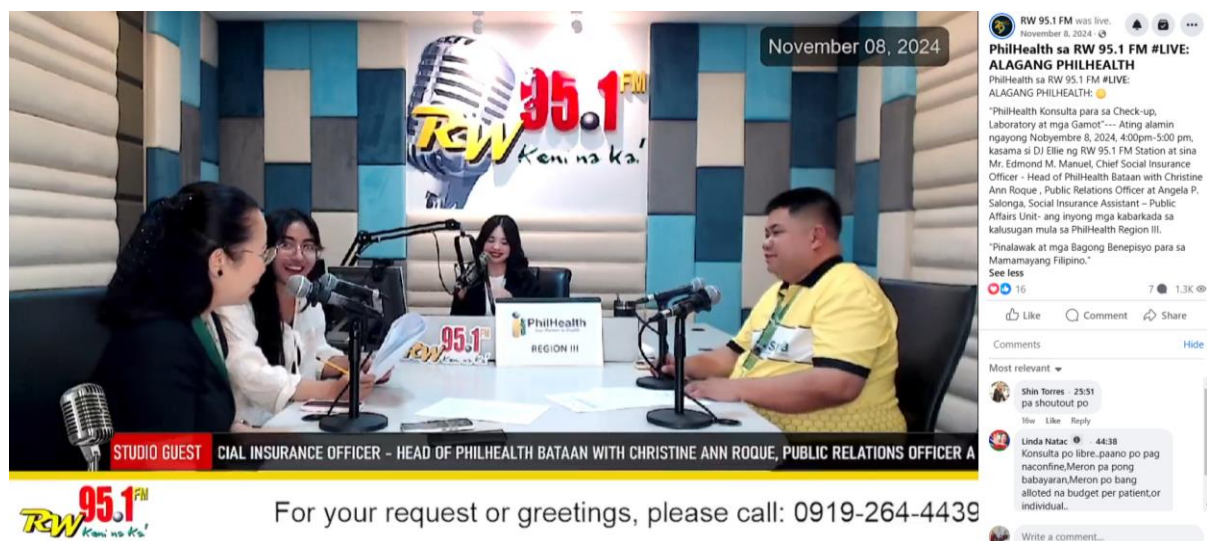 November 08, 2024
RW 95.1 FM
Keni na Ka!
PhilHealth
REGION III
RW 95.1 FM
STUDIO GUEST CIAL INSURANCE OFFICER - HEAD OF PHILHEALTH BATAAN WITH CHRISTINE ANN ROQUE, PUBLIC RELATIONS OFFICER A
RW 95.1 FM
Keni na Ka!
For your request or greetings, please call: 0919-264-4439
RW 95.1 FM was live.
November 8, 2024
PhilHealth sa RW 95.1 FM #LIVE:
ALAGANG PHILHEALTH
PhilHealth sa RW 95.1 FM #LIVE:
ALAGANG PHILHEALTH:
"PhilHealth Konsulta para sa Check-up,
Laboratory at mga Gamot"--- Ating alamin
ngayong Nobyembre 8, 2024, 4:00pm-5:00 pm,
kasama si DJ Ellie ng RW 95.1 FM Station at sina
Mr. Edmond M. Manuel, Chief Social Insurance
Officer - Head of PhilHealth Bataan with Christine
Ann Roque , Public Relations Officer at Angela P.
Salonga, Social Insurance Assistant – Public
Affairs Unit- ang inyong mga kabarkada sa
kalusugan mula sa PhilHealth Region III.
"Pinalawak at mga Bagong Benepisyo para sa
Mamamayang Filipino."
See less
16 7 1.3K
Like Comment Share
Comments Hide
Most relevant
Shin Torres · 25:51
pa shoutout po
16w Like Reply
Linda Natac · 44:38
Konsulta po libre..paano po pag
naconfine,Meron pa pong
babayaran,Meron po bang
alloted na budget per patient,or
individual..
Write a comment...